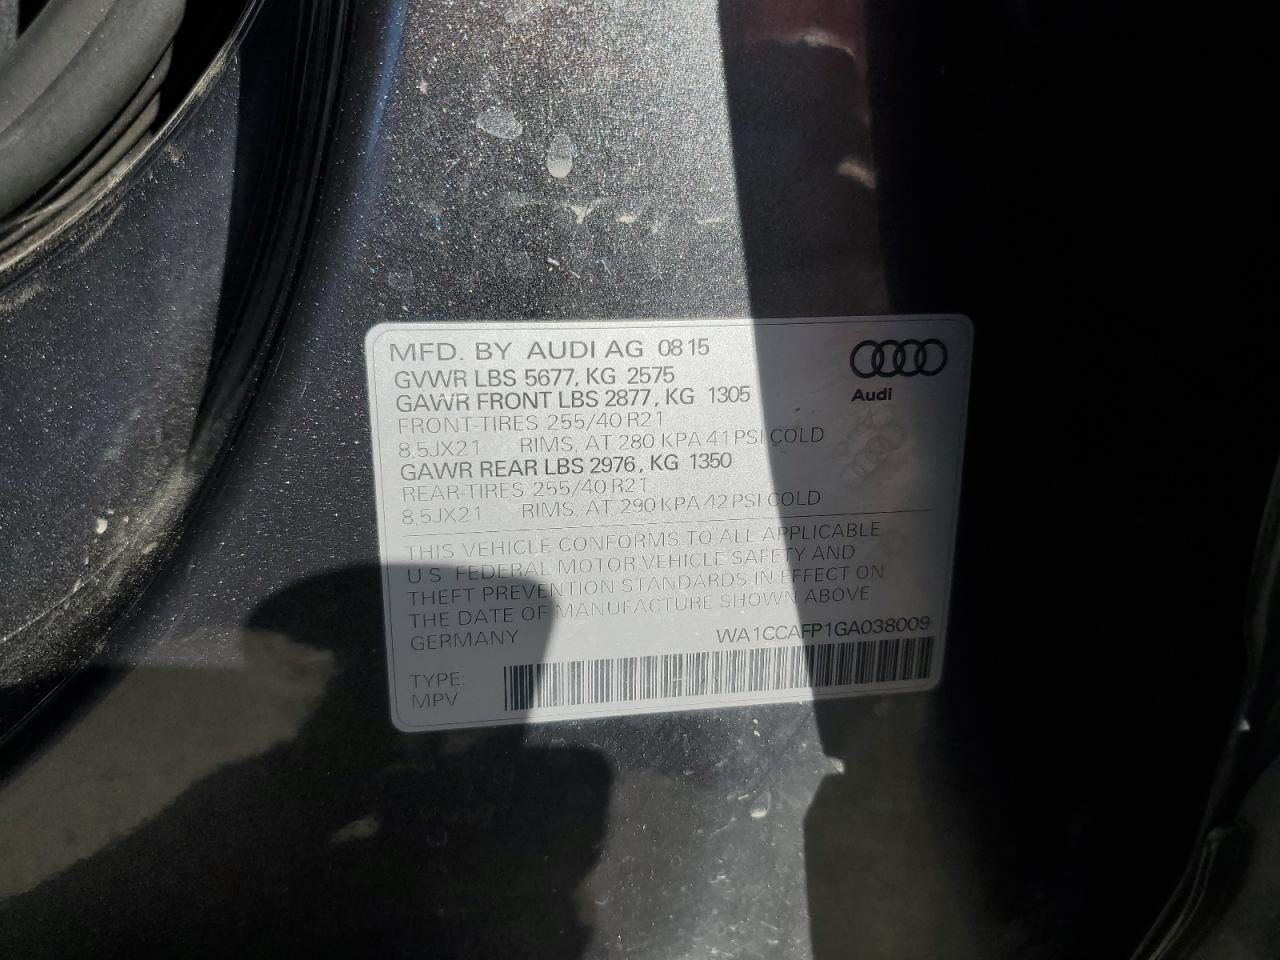 MFD. BY AUDI AG 08 15
GVWR LBS 5677, KG 2575
GAWR FRONT LBS 2877, KG 1305
FRONT-TIRES 255/40 R21
8,5JX21 RIMS, AT 280 KPA 41 PSI COLD
GAWR REAR LBS 2976, KG 1350
REAR-TIRES 255/40 R21
8,5JX21 RIMS, AT 290 KPA 42 PSI COLD
Audi
THIS VEHICLE CONFORMS TO ALL APPLICABLE
U.S. FEDERAL MOTOR VEHICLE SAFETY AND
THEFT PREVENTION STANDARDS IN EFFECT ON
THE DATE OF MANUFACTURE SHOWN ABOVE.
GERMANY WA1CCAFP1GA038009
TYPE:
MPV